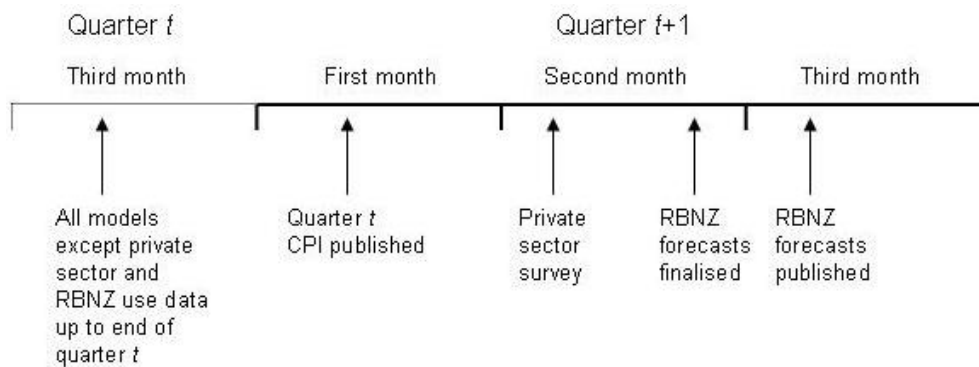 Quarter t
Quarter t+1
Third month
First month
Second month
Third month
All models
except private
sector and
RBNZ use data
up to end of
quarter t
Quarter t
CPI published
Private
sector
survey
RBNZ
forecasts
finalised
RBNZ
forecasts
published